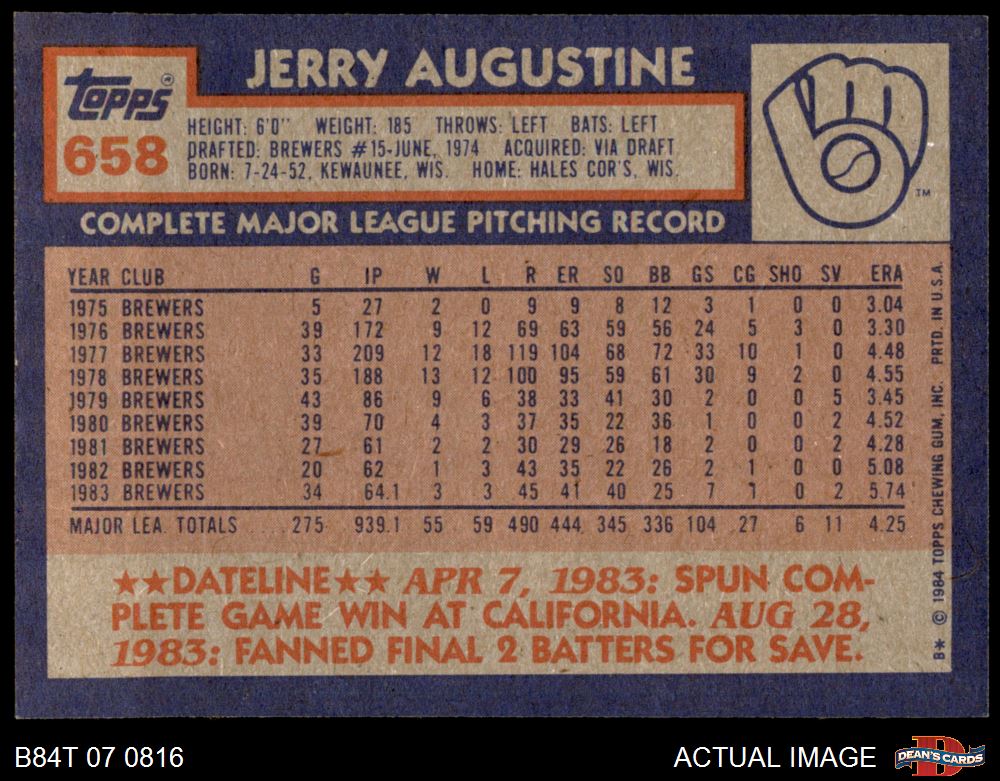 JERRY AUGUSTINE
Topps ®
658
HEIGHT: 6'0" WEIGHT: 185 THROWS: LEFT BATS: LEFT
DRAFTED: BREWERS #15-JUNE, 1974 ACQUIRED: VIA DRAFT
BORN: 7-24-52, KEWAUNEE, WIS. HOME: HALES COR'S, WIS.
TM
COMPLETE MAJOR LEAGUE PITCHING RECORD
YEAR CLUB G IP W L R ER SO BB GS CG SHO SV ERA
1975 BREWERS 5 27 2 0 9 9 8 12 3 1 0 0 3.04
1976 BREWERS 39 172 9 12 69 63 59 56 24 5 3 0 3.30
1977 BREWERS 33 209 12 18 119 104 68 72 33 10 1 0 4.48
1978 BREWERS 35 188 13 12 100 95 59 61 30 9 2 0 4.55
1979 BREWERS 43 86 9 6 38 33 41 30 2 0 0 5 3.45
1980 BREWERS 39 70 4 3 37 35 22 36 1 0 0 2 4.52
1981 BREWERS 27 61 2 2 30 29 26 18 2 0 0 2 4.28
1982 BREWERS 20 62 1 3 43 35 22 26 2 1 0 0 5.08
1983 BREWERS 34 64.1 3 3 45 41 40 25 7 1 0 2 5.74
MAJOR LEA. TOTALS .... 275 939.1 55 59 490 444 345 336 104 27 6 11 4.25
★★DATELINE★★ APR 7, 1983: SPUN COM-
PLETE GAME WIN AT CALIFORNIA. AUG 28,
1983: FANNED FINAL 2 BATTERS FOR SAVE.
B* © 1984 TOPPS CHEWING GUM, INC. PRTD. IN U.S.A.
B84T 07 0816
ACTUAL IMAGE
D
DEAN'S CARDS